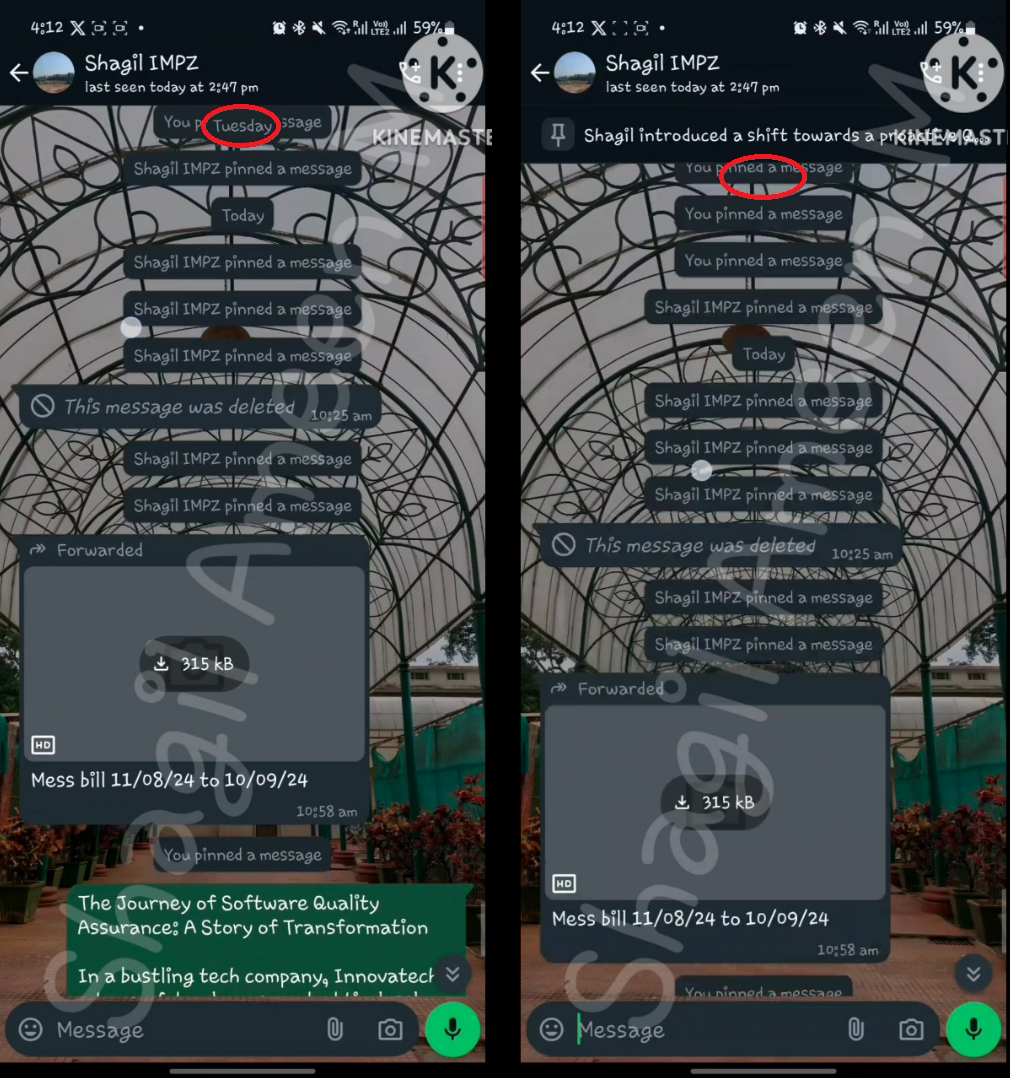 4:12
59%
Shagil IMPZ
last seen today at 2:47 pm
K
KINEMASTE
You p
Tuesday
ssage
Shagil IMPZ pinned a message
Today
Shagil IMPZ pinned a message
Shagil IMPZ pinned a message
Shagil IMPZ pinned a message
This message was deleted 10:25 am
Shagil IMPZ pinned a message
Shagil IMPZ pinned a message
Forwarded
315 kB
HD
Mess bill 11/08/24 to 10/09/24
10:58 am
You pinned a message
The Journey of Software Quality
Assurance: A Story of Transformation
In a bustling tech company, Innovatech
Message
4:12
59%
Shagil IMPZ
last seen today at 2:47 pm
K
Shagil introduced a shift towards a proactive Q...
KINEMAST
You pinned a message
You pinned a message
You pinned a message
Shagil IMPZ pinned a message
Today
Shagil IMPZ pinned a message
Shagil IMPZ pinned a message
Shagil IMPZ pinned a message
This message was deleted 10:25 am
Shagil IMPZ pinned a message
Shagil IMPZ pinned a message
Forwarded
315 kB
HD
Mess bill 11/08/24 to 10/09/24
10:58 am
You pinned a message
Message